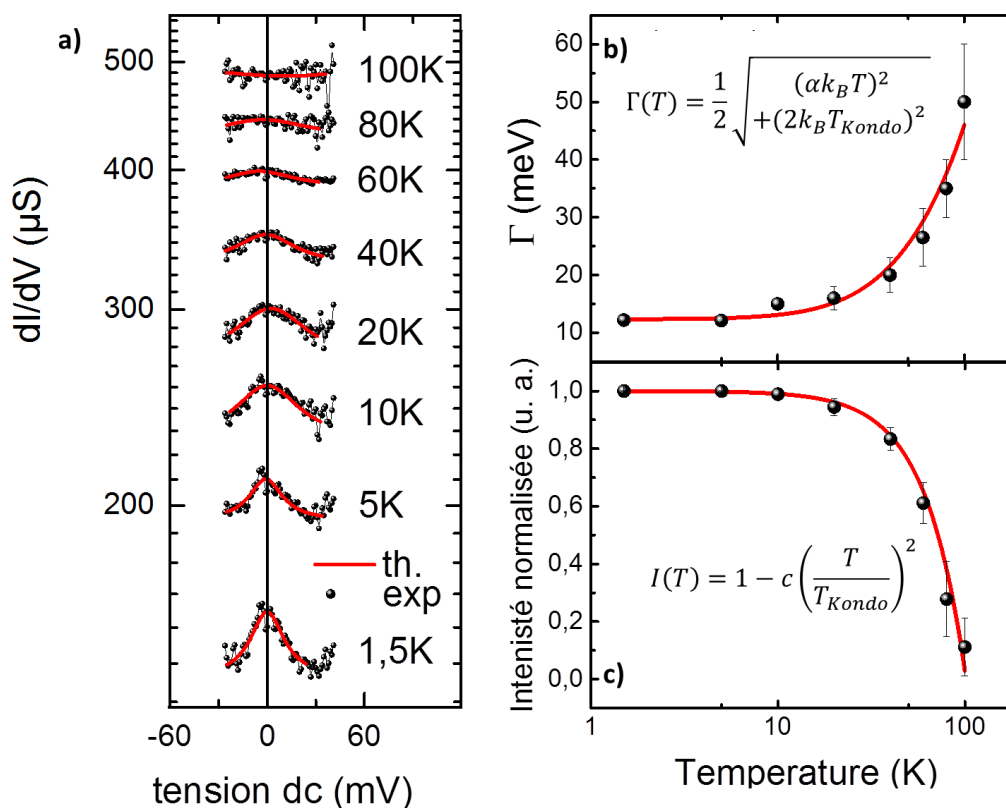 a)
500
400
300
200
dI/dV (µS)
100K
80K
60K
40K
20K
10K
5K
th.
exp
1,5K
-60 0 60
tension dc (mV)
b)
60
50
40
30
20
10
Γ (meV)
Γ(T) = 1/2 √((αk_BT)²
+(2k_BT_Kondo)²)
1,0
0,8
0,6
0,4
0,2
0,0
Intenisté normalisée (u. a.)
I(T) = 1 − c (T/T_Kondo)²
c)
1 10 100
Temperature (K)